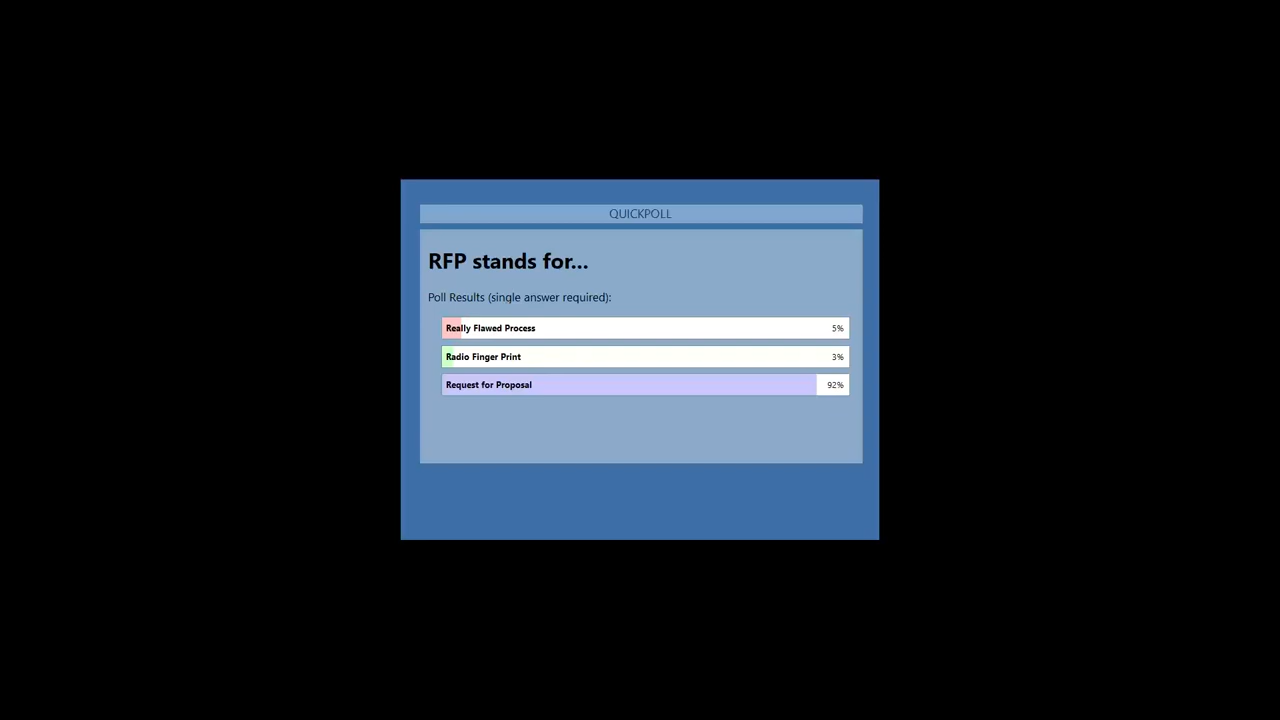 QUICKPOLL
RFP stands for...
Poll Results (single answer required):
Really Flawed Process 5%
Radio Finger Print 3%
Request for Proposal 92%